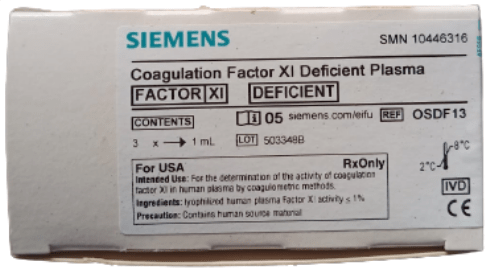 SIEMENS
SMN 10446316
Coagulation Factor XI Deficient Plasma
FACTOR XI DEFICIENT
CONTENTS
05 siemens.com/eifu REF OSDF13
3 x → 1 mL
LOT 503348B
2°C
8°C
For USA RxOnly
Intended Use: For the determination of the activity of coagulation
factor XI in human plasma by coagulometric methods.
Ingredients: lyophilized human plasma Factor XI activity ≤ 1%
Precaution: Contains human source material
IVD
CE